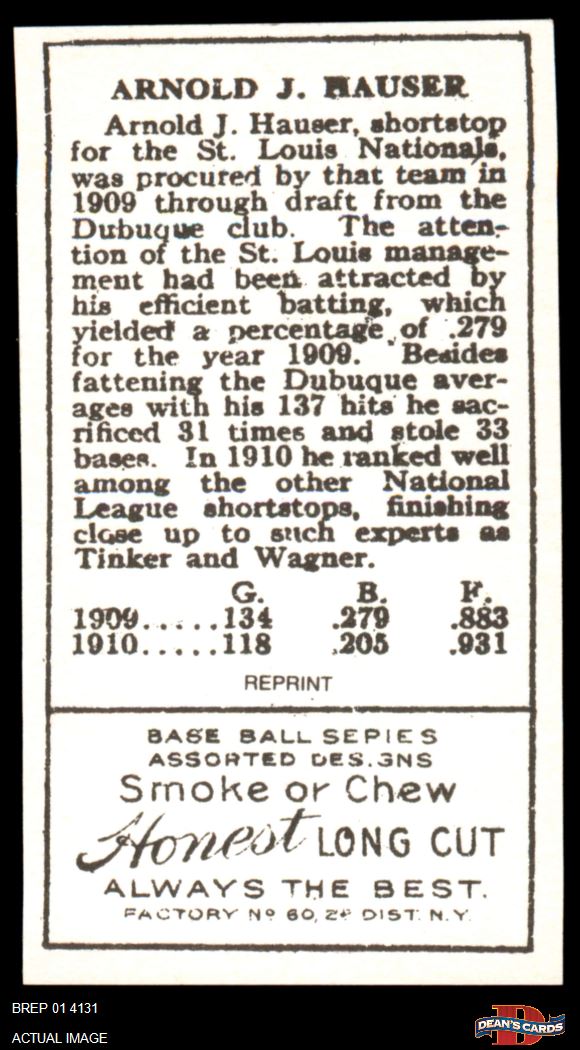 ARNOLD J. HAUSER
Arnold J. Hauser, shortstop
for the St. Louis Nationals,
was procured by that team in
1909 through draft from the
Dubuque club. The atten-
tion of the St. Louis manage-
ment had been attracted by
his efficient batting, which
yielded a percentage of .279
for the year 1909. Besides
fattening the Dubuque aver-
ages with his 137 hits he sac-
rificed 31 times and stole 33
bases. In 1910 he ranked well
among the other National
League shortstops, finishing
close up to such experts as
Tinker and Wagner.
G. B. F.
1909.....134 .279 .883
1910.....118 .205 .931
REPRINT
BASE BALL SERIES
ASSORTED DESIGNS
Smoke or Chew
Honest LONG CUT
ALWAYS THE BEST.
FACTORY Nº 60, 2ᴰ DIST. N.Y.
BREP 01 4131
ACTUAL IMAGE
D
DEAN'S CARDS